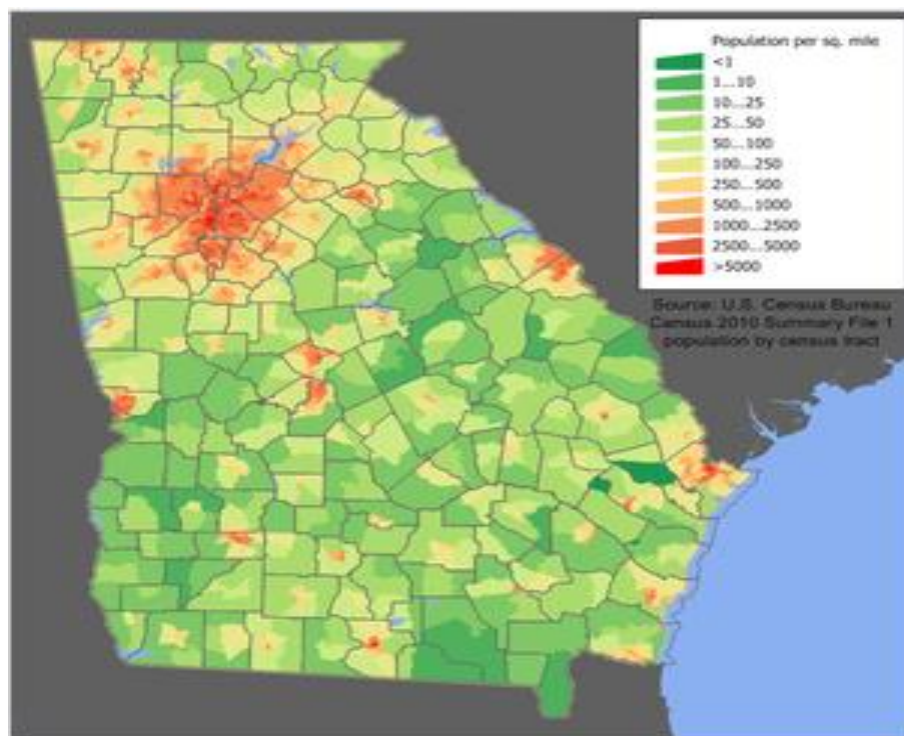 Population per sq. mile
<1
1...10
10...25
25...50
50...100
100...250
250...500
500...1000
1000...2500
2500...5000
>5000
Source: U.S. Census Bureau
Census 2010 Summary File 1
population by census tract